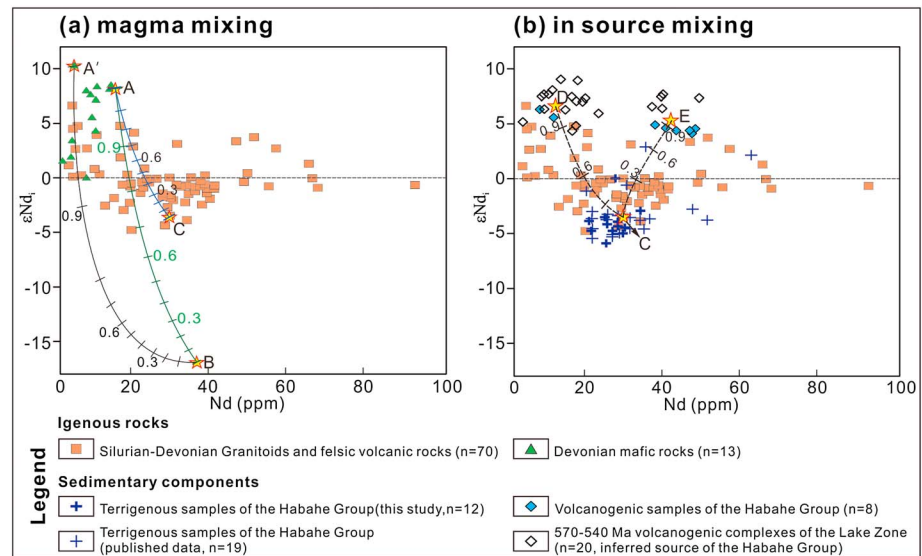 (a) magma mixing
(b) in source mixing
10
5
0
-5
-10
-15
εNdᵢ
A'
A
0.9
0.6
0.3
C
0.9
0.6
0.3
0.6
0.3
B
0
20
40
60
80
100
Nd (ppm)
10
5
0
-5
-10
-15
εNdᵢ
D
0.9
E
0.9
0.6
0.6
0.3
C
0
20
40
60
80
100
Nd (ppm)
Legend
Igenous rocks
Silurian-Devonian Granitoids and felsic volcanic rocks (n=70)
Devonian mafic rocks (n=13)
Sedimentary components
Terrigenous samples of the Habahe Group(this study,n=12)
Volcanogenic samples of the Habahe Group (n=8)
Terrigenous samples of the Habahe Group
(published data, n=19)
570-540 Ma volcanogenic complexes of the Lake Zone
(n=20, inferred source of the Habahe Group)